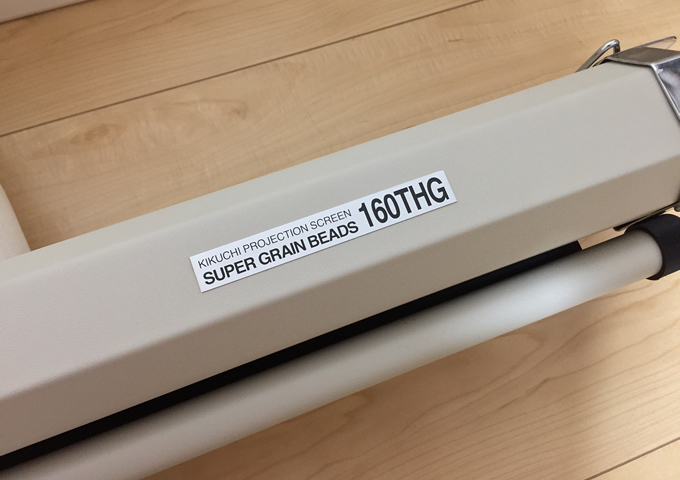 KIKUCHI PROJECTION SCREEN
SUPER GRAIN BEADS 160THG